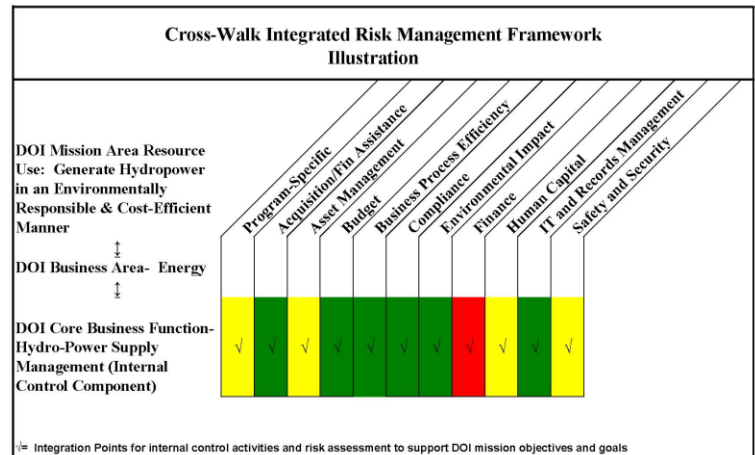 Cross-Walk Integrated Risk Management Framework
Illustration
Program-Specific
Acquisition/Fin Assistance
Asset Management
Budget
Business Process Efficiency
Compliance
Environmental Impact
Finance
Human Capital
IT and Records Management
Safety and Security
DOI Mission Area Resource
Use: Generate Hydropower
in an Environmentally
Responsible & Cost-Efficient
Manner
↕
DOI Business Area- Energy
↕
DOI Core Business Function-
Hydro-Power Supply
Management (Internal
Control Component)
√ √ √ √ √ √ √ √ √ √ √
√= Integration Points for internal control activities and risk assessment to support DOI mission objectives and goals